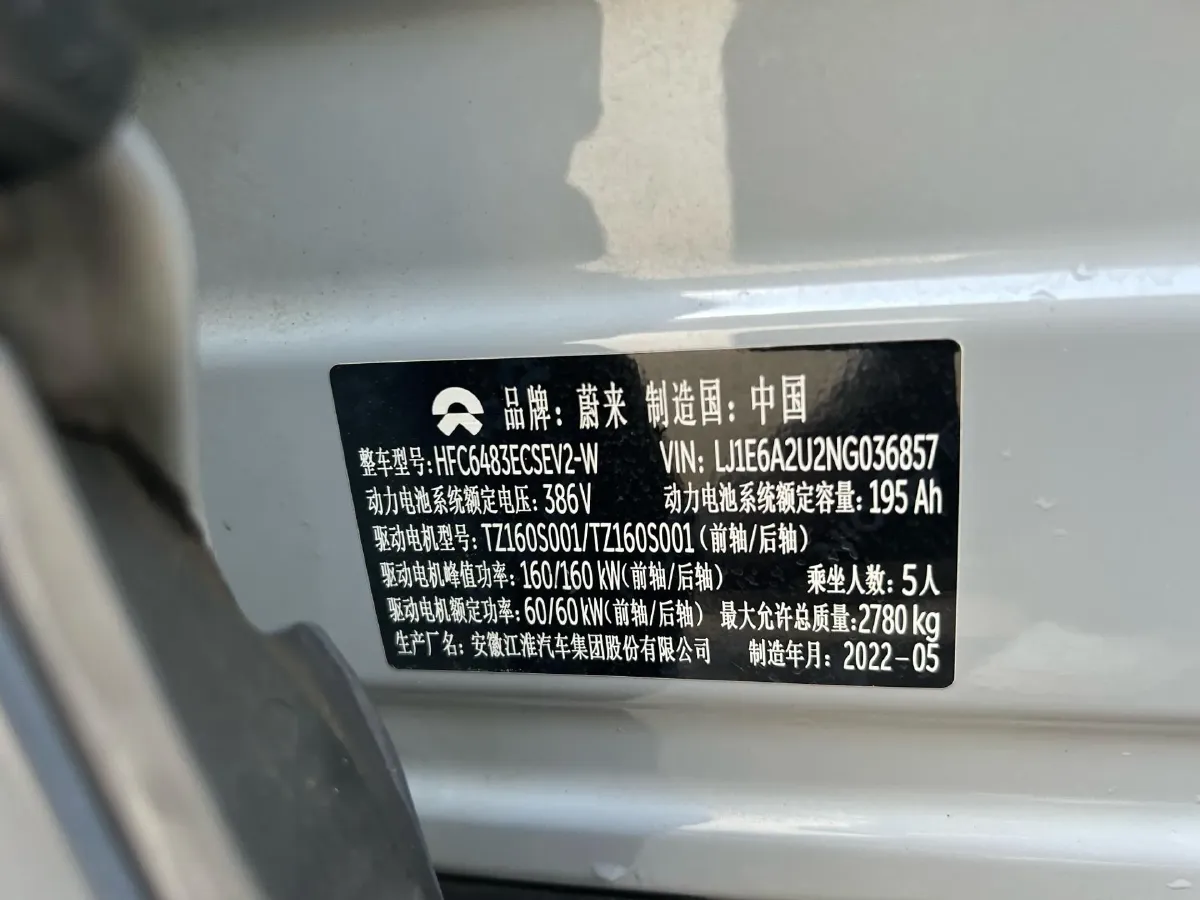 品牌：蔚来 制造国：中国
整车型号：HFC6483ECSEV2-W VIN：LJ1E6A2U2NG036857
动力电池系统额定电压：386V 动力电池系统额定容量：195 Ah
驱动电机型号：TZ160S001/TZ160S001（前轴/后轴）
驱动电机峰值功率：160/160 kW（前轴/后轴） 乘坐人数：5人
驱动电机额定功率：60/60 kW（前轴/后轴） 最大允许总质量：2780 kg
生产厂名：安徽江淮汽车集团股份有限公司 制造年月：2022-05